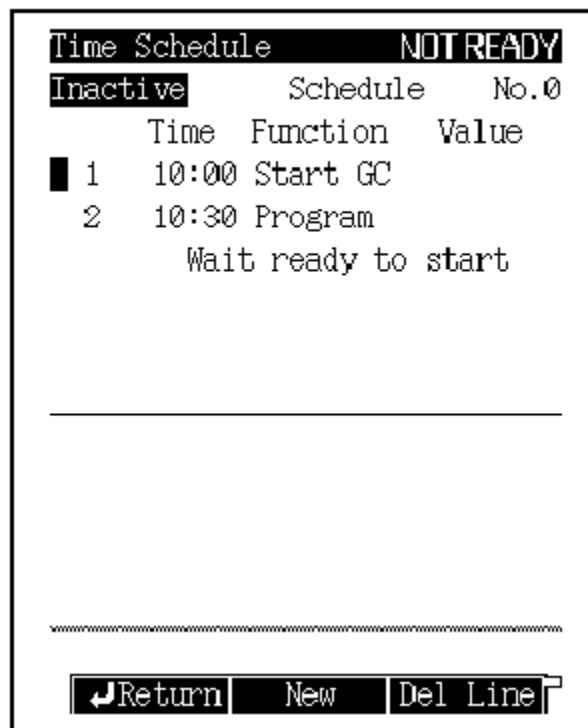 Time Schedule NOT READY
Inactive Schedule No.0
Time Function Value
1 10:00 Start GC
2 10:30 Program
Wait ready to start
Return New Del Line